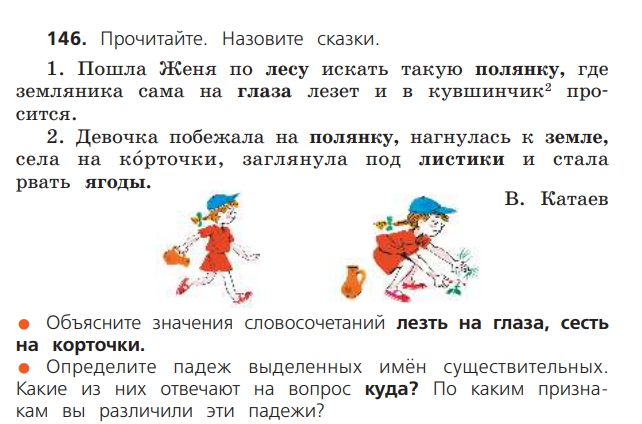 146. Прочитайте. Назовите сказки.
1. Пошла Женя по лесу искать такую полянку, где
земляника сама на глаза лезет и в кувшинчик² про-
сится.
2. Девочка побежала на полянку, нагнулась к земле,
села на ко́рточки, заглянула под листики и стала
рвать ягоды.
В. Катаев
• Объясните значения словосочетаний лезть на глаза, сесть
на корточки.
• Определите падеж выделенных имён существительных.
Какие из них отвечают на вопрос куда? По каким призна-
кам вы различили эти падежи?